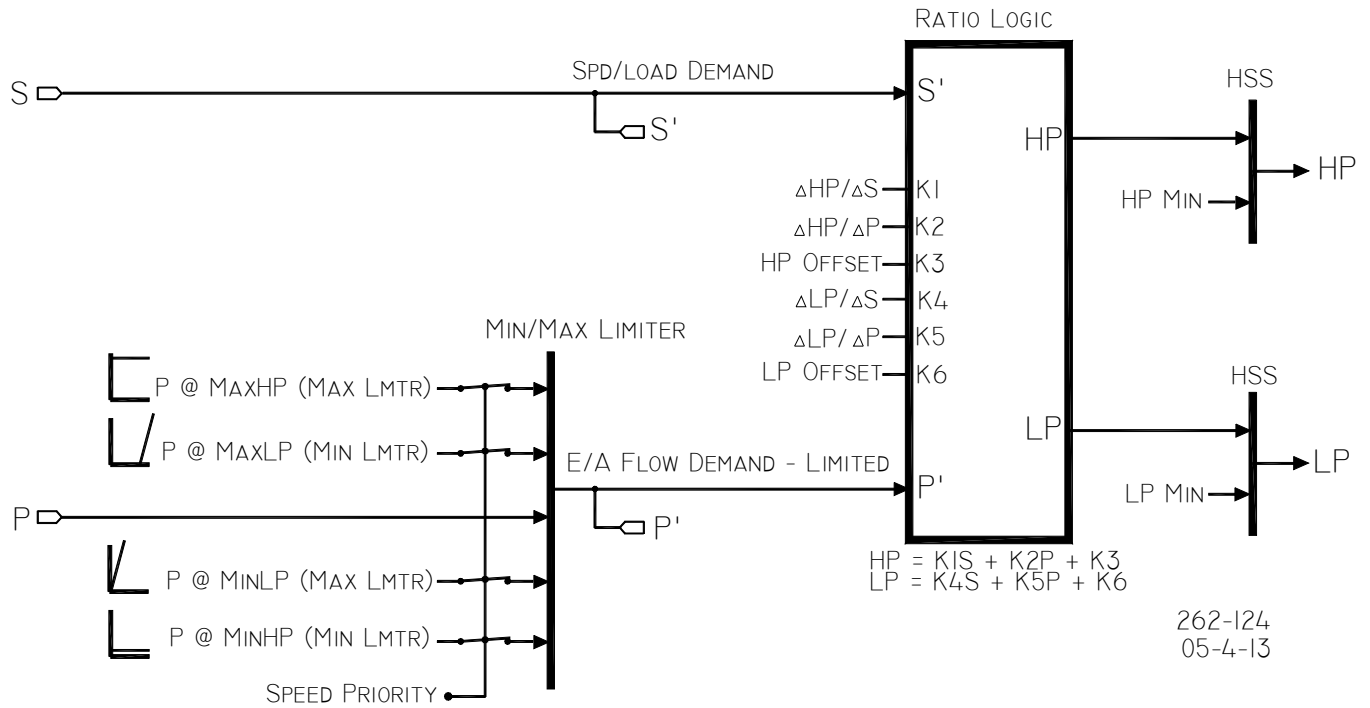 RATIO LOGIC
S
SPD/LOAD DEMAND
S'
S'
HSS
HP
HP
HP MIN
ΔHP/ΔS
K1
ΔHP/ΔP
K2
HP OFFSET
K3
ΔLP/ΔS
K4
ΔLP/ΔP
K5
LP OFFSET
K6
MIN/MAX LIMITER
P @ MAXHP (MAX LMTR)
P @ MAXLP (MIN LMTR)
HSS
LP
LP
LP MIN
E/A FLOW DEMAND - LIMITED
P'
P
P'
P @ MINLP (MAX LMTR)
P @ MINHP (MIN LMTR)
SPEED PRIORITY
HP = K1S + K2P + K3
LP = K4S + K5P + K6
262-124
05-4-13